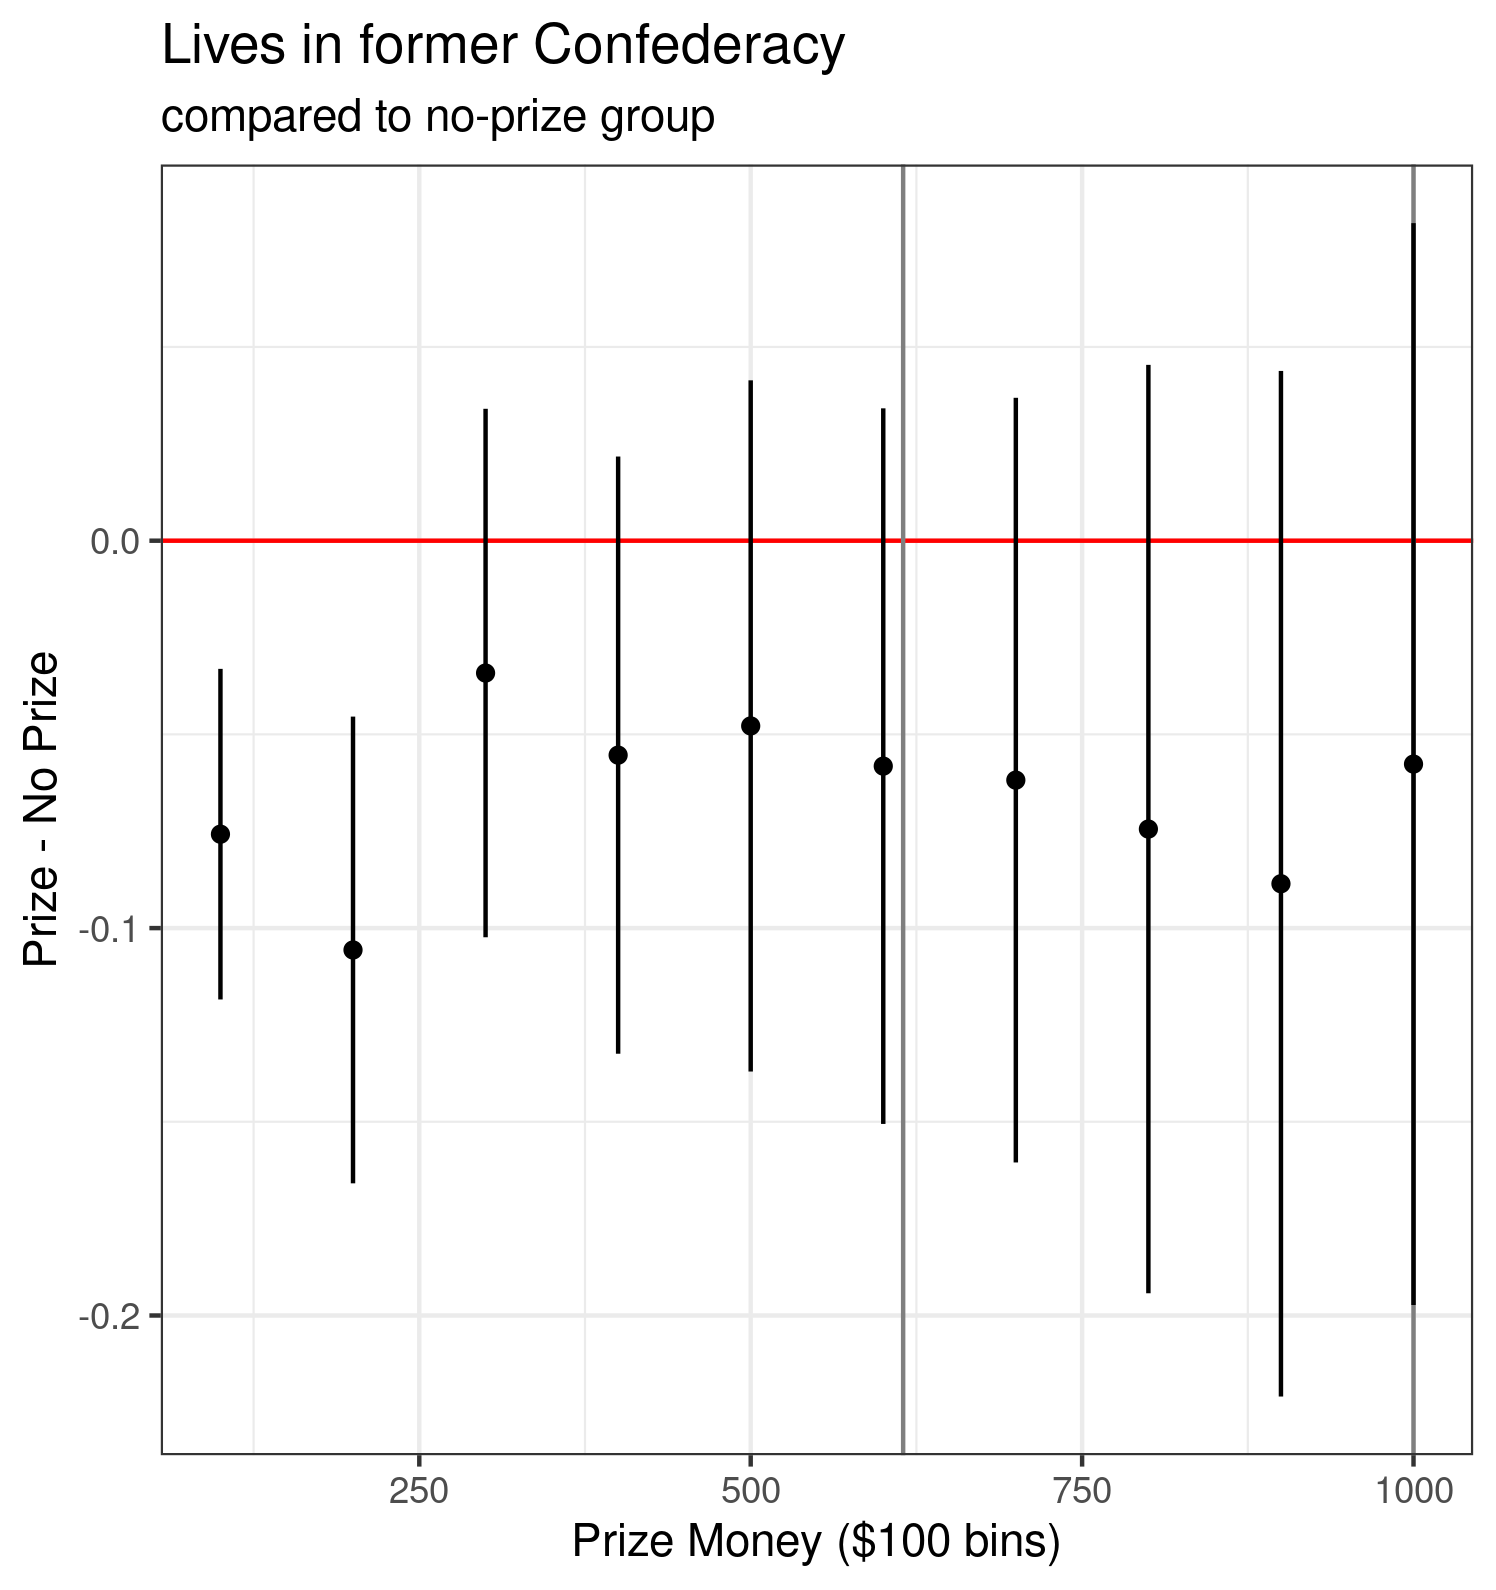 Lives in former Confederacy
compared to no-prize group
Prize - No Prize
0.0
-0.1
-0.2
250 500 750 1000
Prize Money ($100 bins)